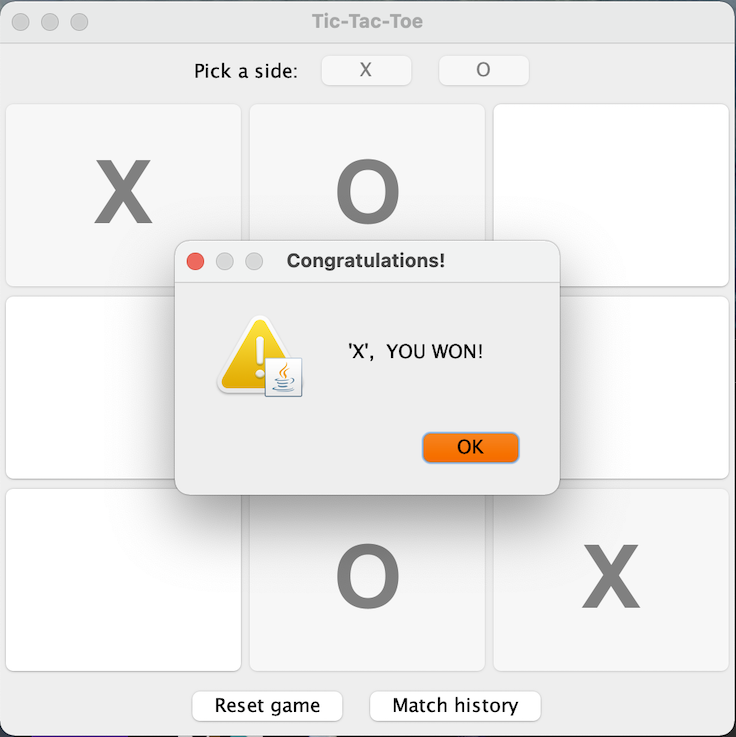 Tic-Tac-Toe
Pick a side: X O
X O
Congratulations!
'X', YOU WON!
OK
O X
Reset game Match history